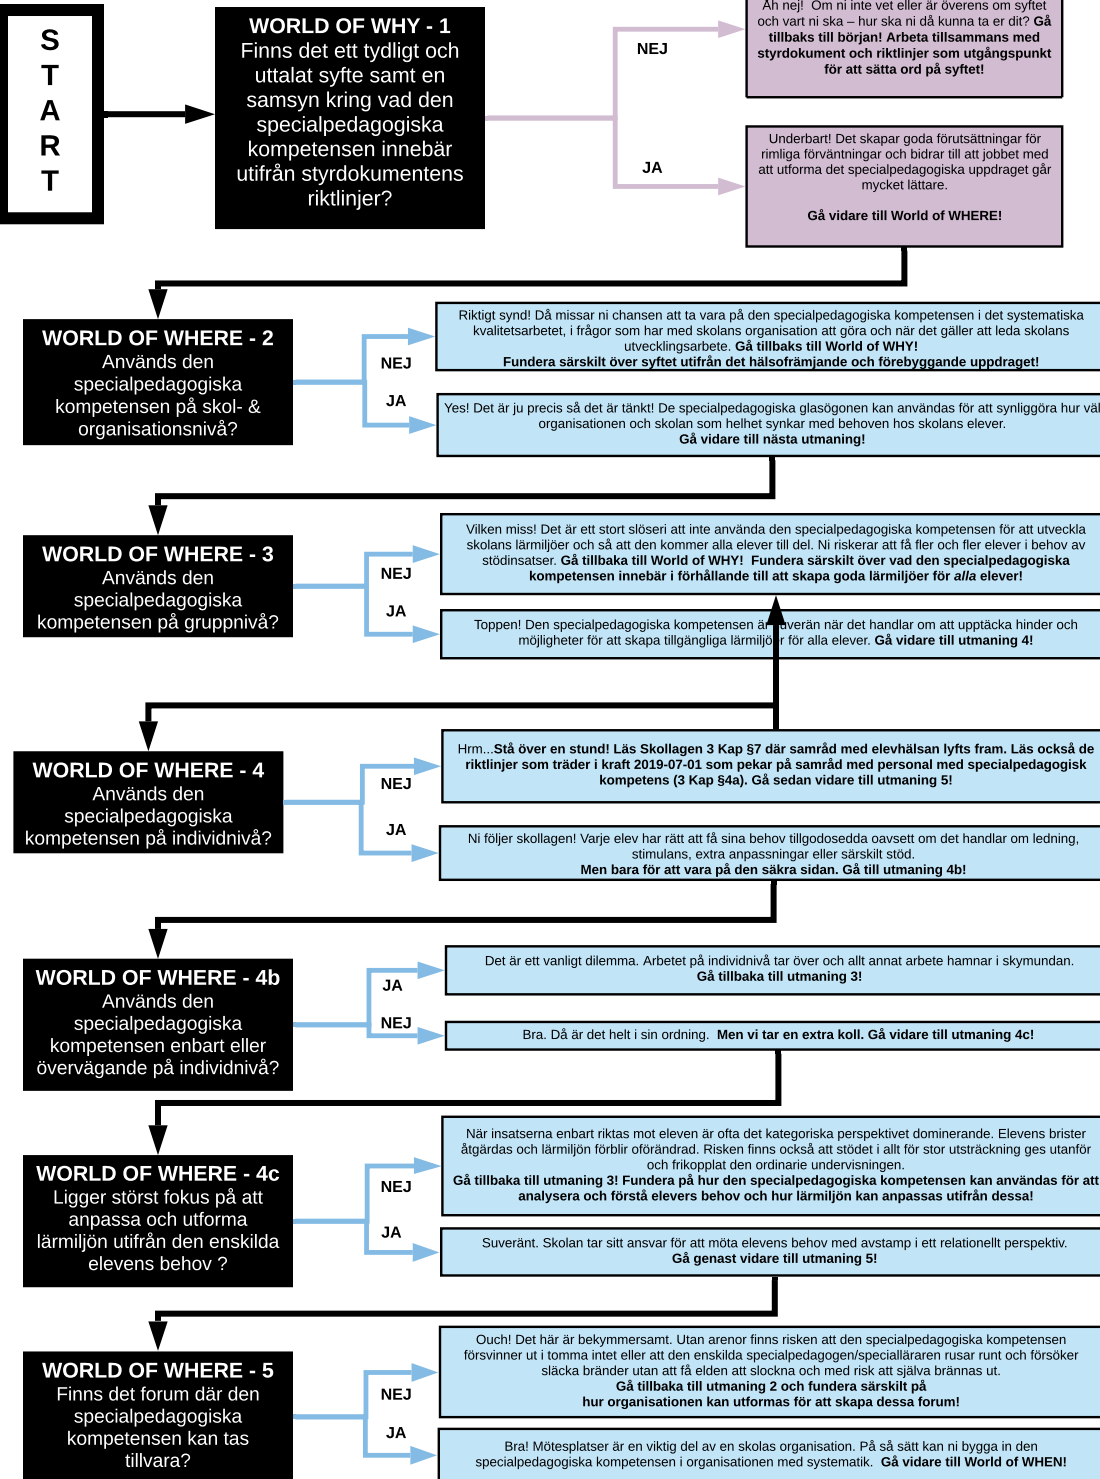 S
T
A
R
T
WORLD OF WHY - 1
Finns det ett tydligt och
uttalat syfte samt en
samsyn kring vad den
specialpedagogiska
kompetensen innebär
utifrån styrdokumentens
riktlinjer?
NEJ
Åh nej!  Om ni inte vet eller är överens om syftet
och vart ni ska – hur ska ni då kunna ta er dit? Gå
tillbaks till början! Arbeta tillsammans med
styrdokument och riktlinjer som utgångspunkt
för att sätta ord på syftet!
JA
Underbart! Det skapar goda förutsättningar för
rimliga förväntningar och bidrar till att jobbet med
att utforma det specialpedagogiska uppdraget går
mycket lättare.
Gå vidare till World of WHERE!
WORLD OF WHERE - 2
Används den
specialpedagogiska
kompetensen på skol- &
organisationsnivå?
NEJ
Riktigt synd! Då missar ni chansen att ta vara på den specialpedagogiska kompetensen i det systematiska
kvalitetsarbetet, i frågor som har med skolans organisation att göra och när det gäller att leda skolans
utvecklingsarbete. Gå tillbaks till World of WHY!
Fundera särskilt över syftet utifrån det hälsofrämjande och förebyggande uppdraget!
JA
Yes! Det är ju precis så det är tänkt! De specialpedagogiska glasögonen kan användas för att synliggöra hur väl
organisationen och skolan som helhet synkar med behoven hos skolans elever.
Gå vidare till nästa utmaning!
WORLD OF WHERE - 3
Används den
specialpedagogiska
kompetensen på gruppnivå?
NEJ
Vilken miss! Det är ett stort slöseri att inte använda den specialpedagogiska kompetensen för att utveckla
skolans lärmiljöer och så att den kommer alla elever till del. Ni riskerar att få fler och fler elever i behov av
stödinsatser. Gå tillbaka till World of WHY!  Fundera särskilt över vad den specialpedagogiska
kompetensen innebär i förhållande till att skapa goda lärmiljöer för alla elever!
JA
Toppen! Den specialpedagogiska kompetensen är suverän när det handlar om att upptäcka hinder och
möjligheter för att skapa tillgängliga lärmiljöer för alla elever. Gå vidare till utmaning 4!
WORLD OF WHERE - 4
Används den
specialpedagogiska
kompetensen på individnivå?
NEJ
Hrm...Stå över en stund! Läs Skollagen 3 Kap §7 där samråd med elevhälsan lyfts fram. Läs också de
riktlinjer som träder i kraft 2019-07-01 som pekar på samråd med personal med specialpedagogisk
kompetens (3 Kap §4a). Gå sedan vidare till utmaning 5!
JA
Ni följer skollagen! Varje elev har rätt att få sina behov tillgodosedda oavsett om det handlar om ledning,
stimulans, extra anpassningar eller särskilt stöd.
Men bara för att vara på den säkra sidan. Gå till utmaning 4b!
WORLD OF WHERE - 4b
Används den
specialpedagogiska
kompetensen enbart eller
övervägande på individnivå?
JA
Det är ett vanligt dilemma. Arbetet på individnivå tar över och allt annat arbete hamnar i skymundan.
Gå tillbaka till utmaning 3!
NEJ
Bra. Då är det helt i sin ordning.  Men vi tar en extra koll. Gå vidare till utmaning 4c!
WORLD OF WHERE - 4c
Ligger störst fokus på att
anpassa och utforma
lärmiljön utifrån den enskilda
elevens behov ?
NEJ
När insatserna enbart riktas mot eleven är ofta det kategoriska perspektivet dominerande. Elevens brister
åtgärdas och lärmiljön förblir oförändrad. Risken finns också att stödet i allt för stor utsträckning ges utanför
och frikopplat den ordinarie undervisningen.
Gå tillbaka till utmaning 3! Fundera på hur den specialpedagogiska kompetensen kan användas för att
analysera och förstå elevers behov och hur lärmiljön kan anpassas utifrån dessa!
JA
Suveränt. Skolan tar sitt ansvar för att möta elevens behov med avstamp i ett relationellt perspektiv.
Gå genast vidare till utmaning 5!
WORLD OF WHERE - 5
Finns det forum där den
specialpedagogiska
kompetensen kan tas
tillvara?
NEJ
Ouch! Det här är bekymmersamt. Utan arenor finns risken att den specialpedagogiska kompetensen
försvinner ut i tomma intet eller att den enskilda specialpedagogen/specialläraren rusar runt och försöker
släcka bränder utan att få elden att slockna och med risk att själva brännas ut.
Gå tillbaka till utmaning 2 och fundera särskilt på
hur organisationen kan utformas för att skapa dessa forum!
JA
Bra! Mötesplatser är en viktig del av en skolas organisation. På så sätt kan ni bygga in den
specialpedagogiska kompetensen i organisationen med systematik.  Gå vidare till World of WHEN!